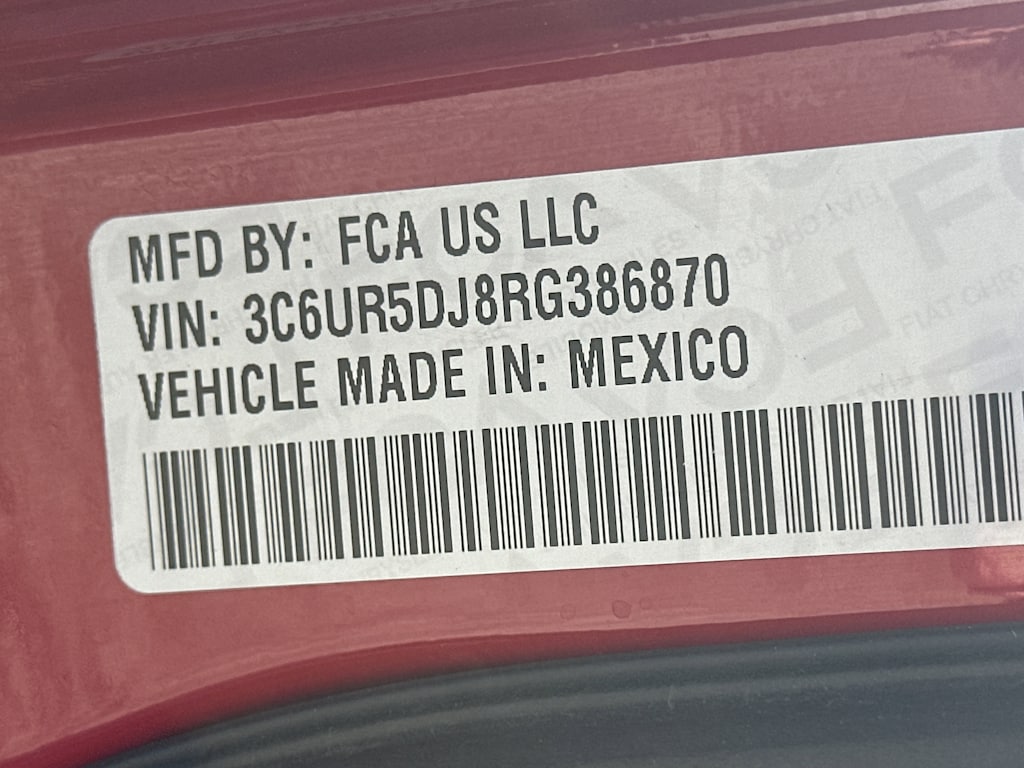 MFD BY: FCA US LLC
VIN: 3C6UR5DJ8RG386870
VEHICLE MADE IN: MEXICO